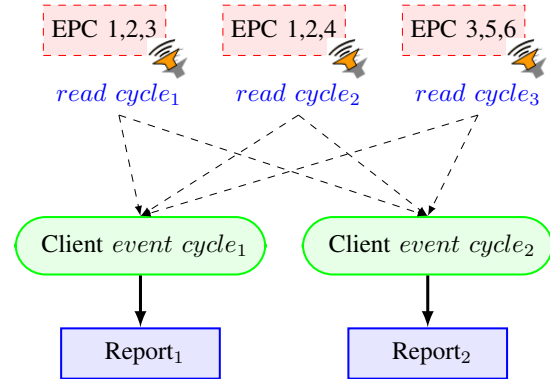 EPC 1,2,3 EPC 1,2,4 EPC 3,5,6
read cycle₁ read cycle₂ read cycle₃
Client event cycle₁ Client event cycle₂
Report₁ Report₂